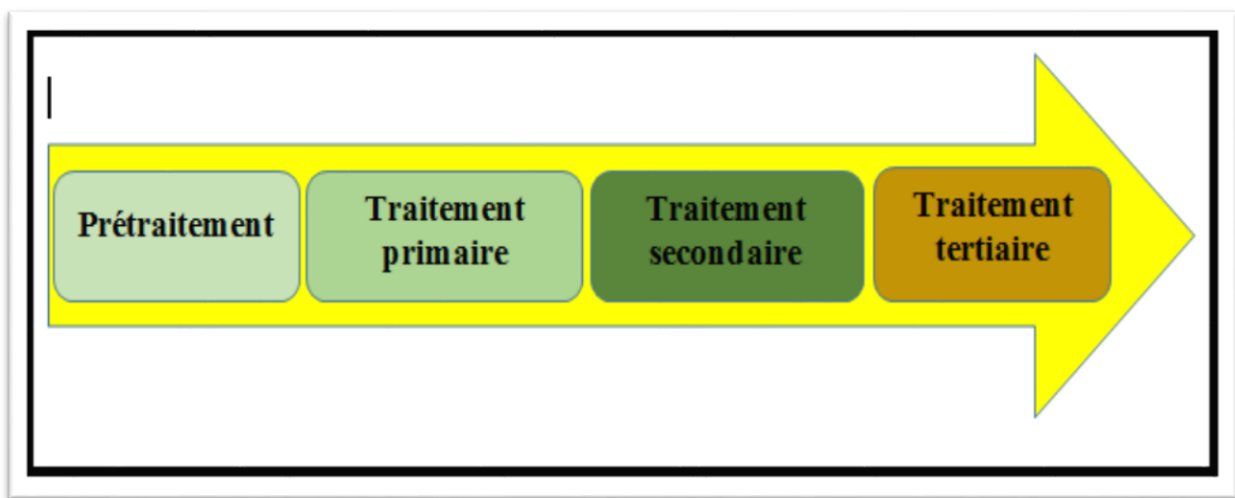 Prétraitement
Traitement
primaire
Traitement
secondaire
Traitement
tertiaire